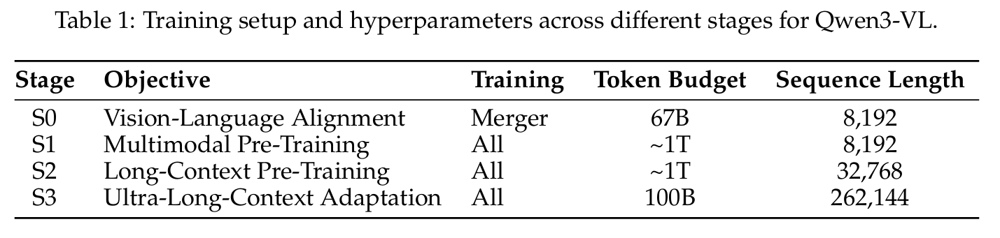 Table 1: Training setup and hyperparameters across different stages for Qwen3-VL.
Stage Objective Training Token Budget Sequence Length
S0 Vision-Language Alignment Merger 67B 8,192
S1 Multimodal Pre-Training All ~1T 8,192
S2 Long-Context Pre-Training All ~1T 32,768
S3 Ultra-Long-Context Adaptation All 100B 262,144